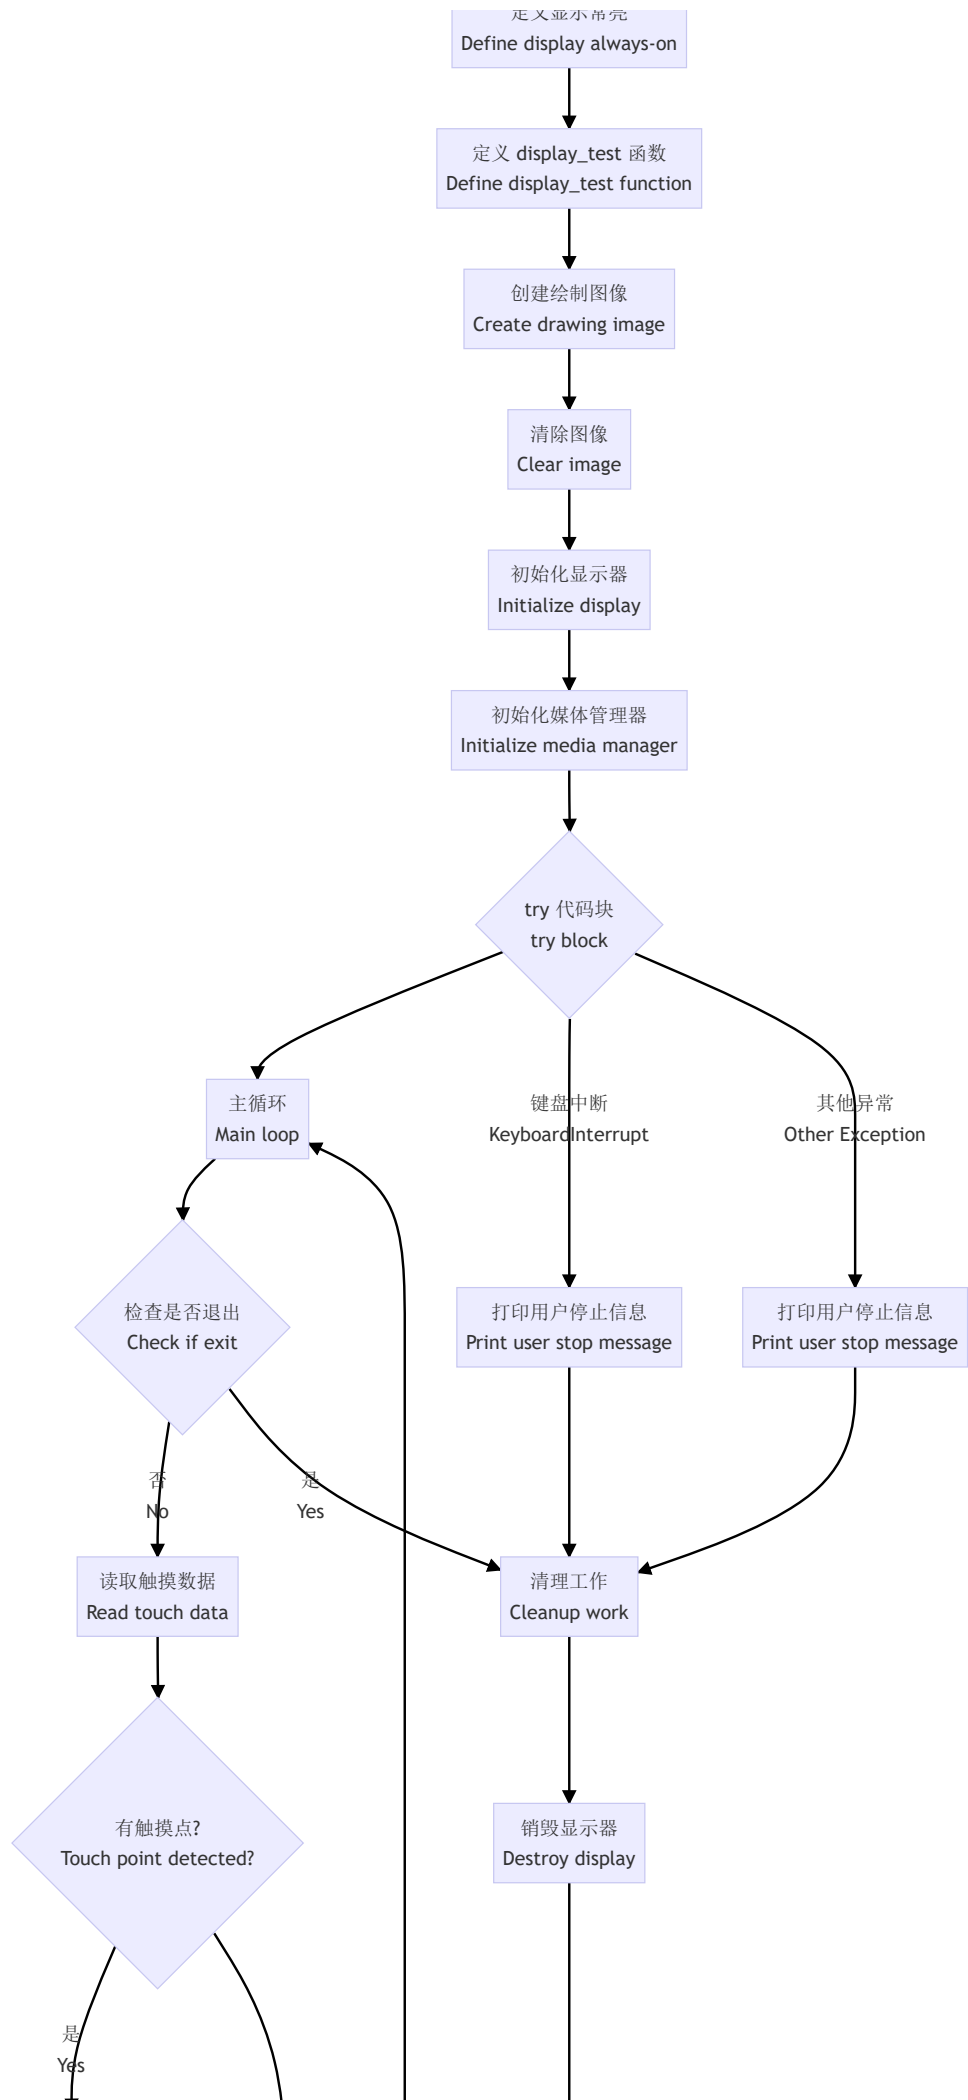 定义显示常亮
Define display always-on
定义 display_test 函数
Define display_test function
创建绘制图像
Create drawing image
清除图像
Clear image
初始化显示器
Initialize display
初始化媒体管理器
Initialize media manager
try 代码块
try block
主循环
Main loop
键盘中断
KeyboardInterrupt
其他异常
Other Exception
检查是否退出
Check if exit
打印用户停止信息
Print user stop message
打印用户停止信息
Print user stop message
否
No
是
Yes
读取触摸数据
Read touch data
清理工作
Cleanup work
有触摸点?
Touch point detected?
销毁显示器
Destroy display
是
Yes